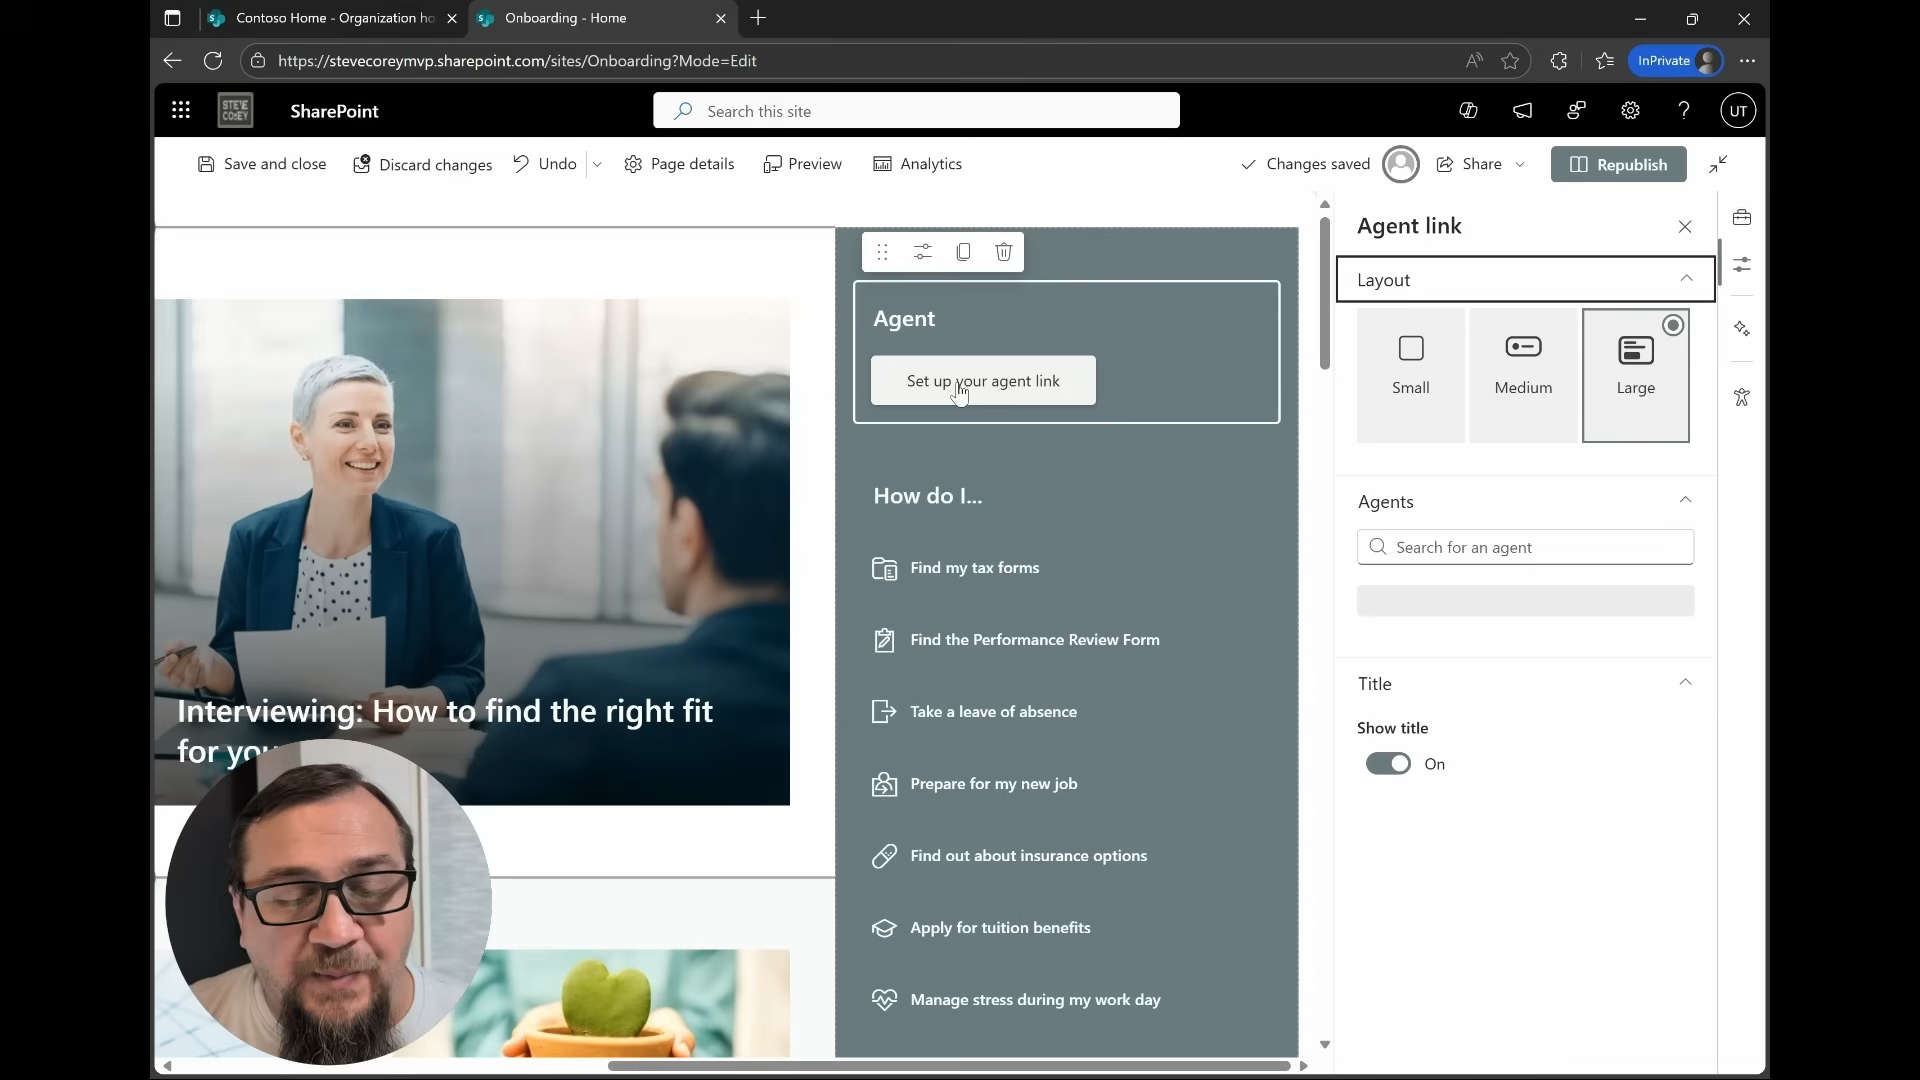 Contoso Home - Organization ho
Onboarding - Home
https://stevecoreymvp.sharepoint.com/sites/Onboarding?Mode=Edit
InPrivate
STEVE
COREY
SharePoint
Search this site
UT
Save and close
Discard changes
Undo
Page details
Preview
Analytics
Changes saved
Share
Republish
Agent
Set up your agent link
How do I...
Find my tax forms
Find the Performance Review Form
Take a leave of absence
Prepare for my new job
Find out about insurance options
Apply for tuition benefits
Manage stress during my work day
Interviewing: How to find the right fit
for you
Agent link
Layout
Small
Medium
Large
Agents
Search for an agent
Title
Show title
On